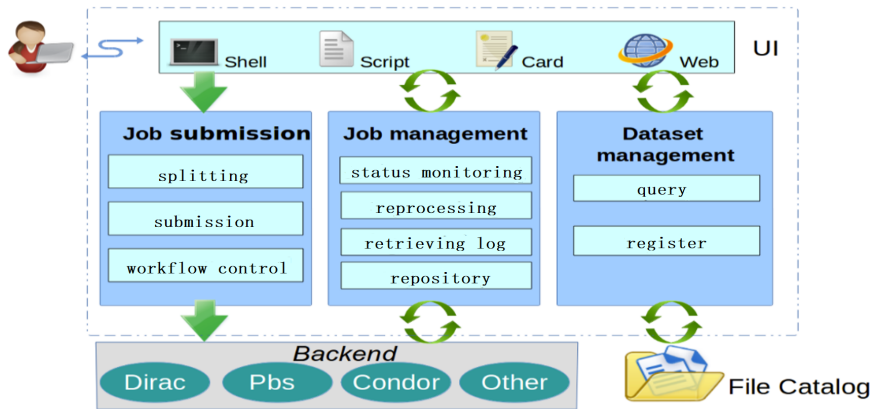 UI
Shell
Script
Card
Web
Job submission
splitting
submission
workflow control
Job management
status monitoring
reprocessing
retrieving log
repository
Dataset
management
query
register
Backend
Dirac
Pbs
Condor
Other
File Catalog